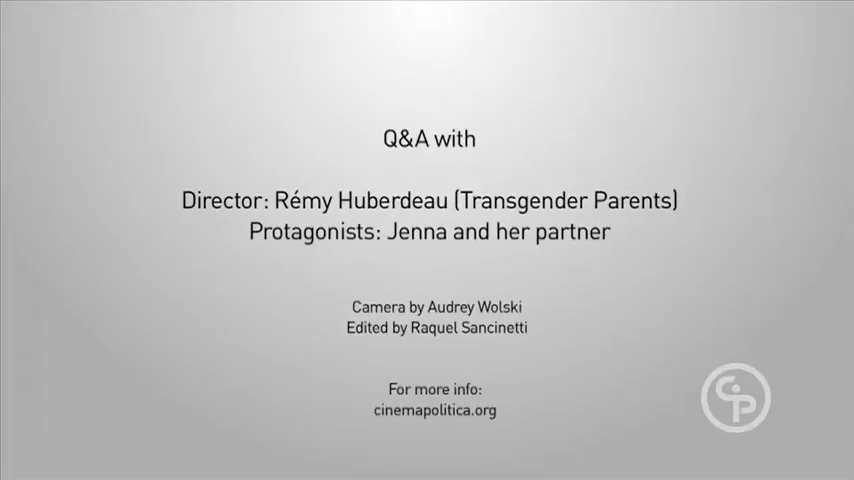 Q&A with
Director: Rémy Huberdeau (Transgender Parents)
Protagonists: Jenna and her partner
Camera by Audrey Wolski
Edited by Raquel Sancinetti
For more info:
cinemapolitica.org
CP